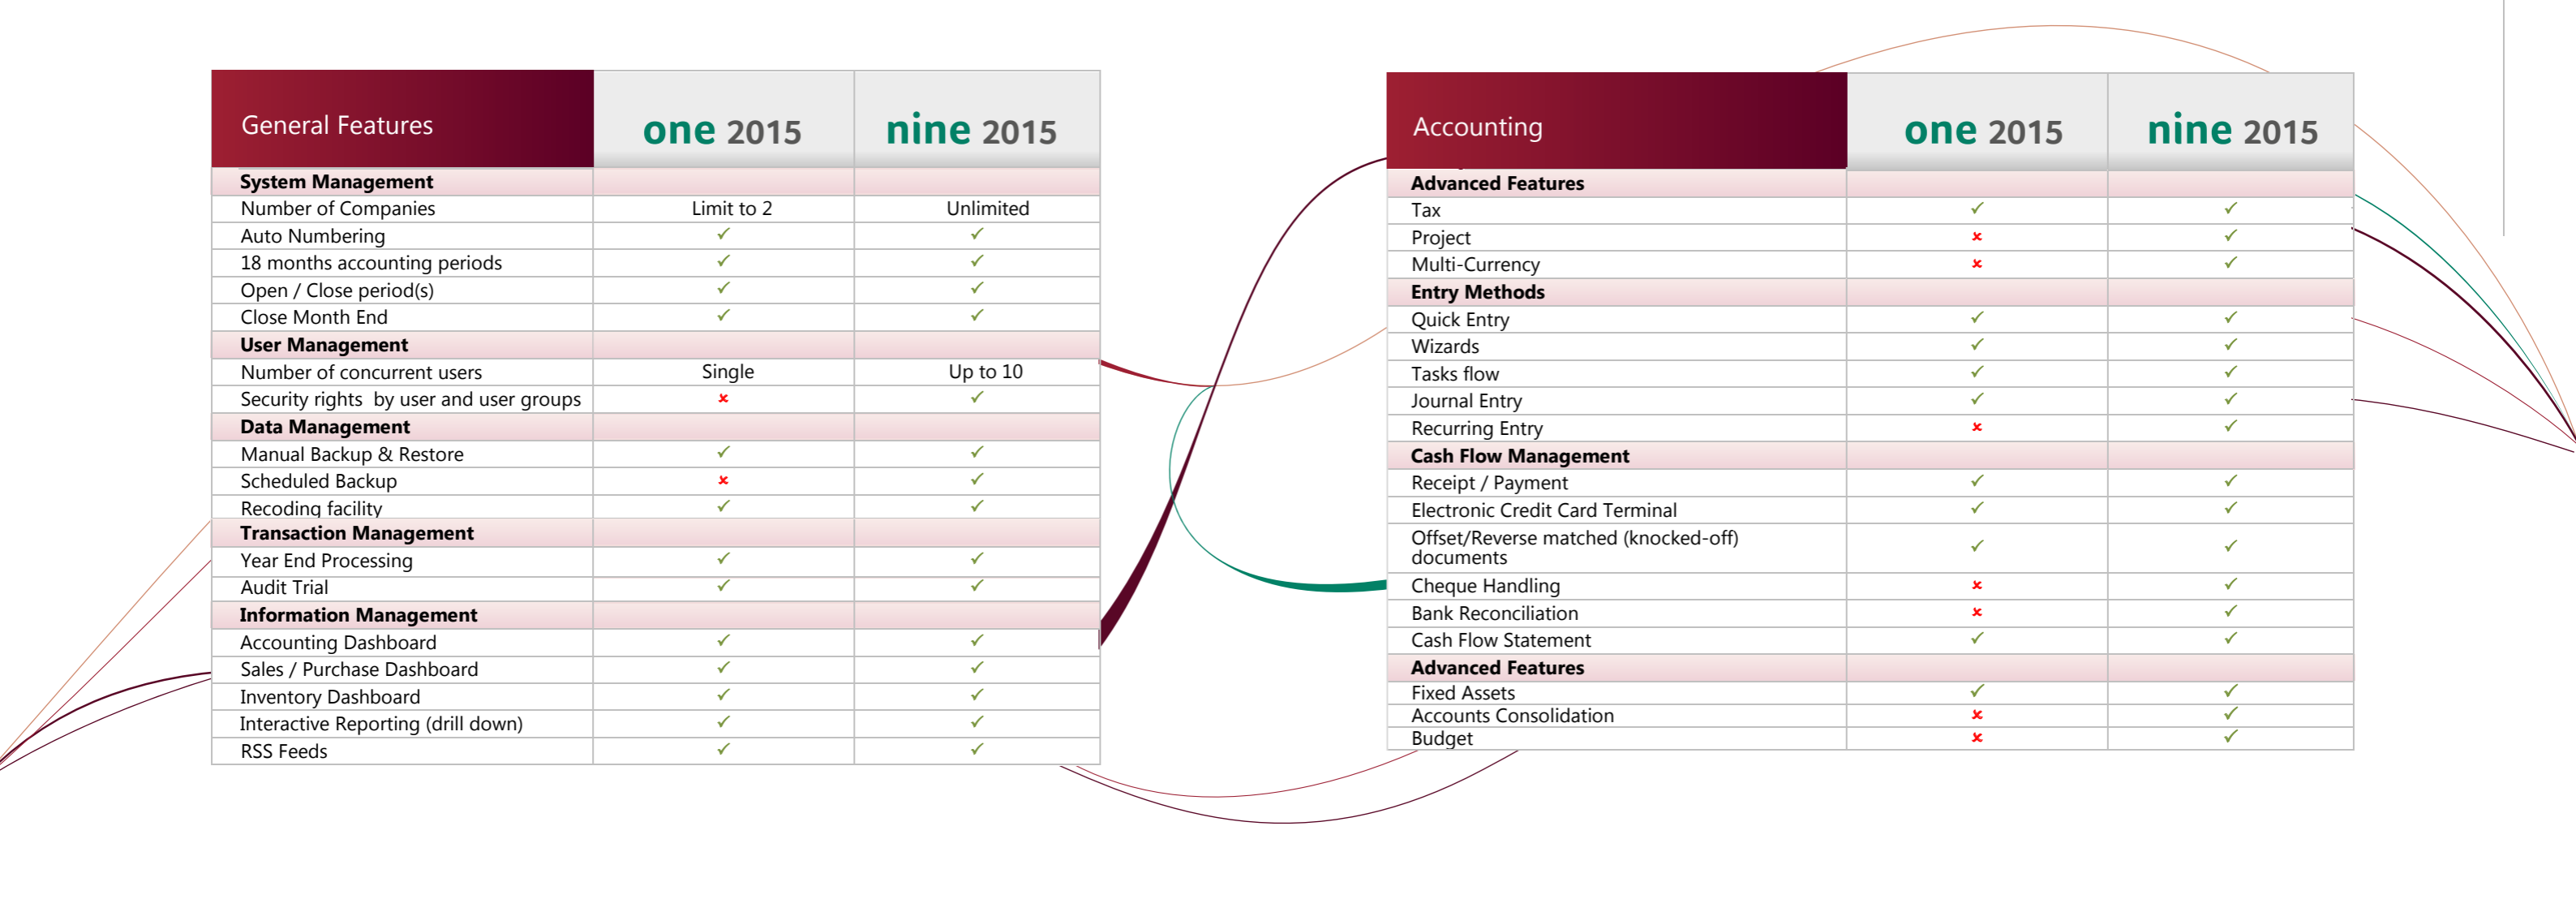 General Features one 2015 nine 2015
System Management
Number of Companies Limit to 2 Unlimited
Auto Numbering ✓ ✓
18 months accounting periods ✓ ✓
Open / Close period(s) ✓ ✓
Close Month End ✓ ✓
User Management
Number of concurrent users Single Up to 10
Security rights by user and user groups ✗ ✓
Data Management
Manual Backup & Restore ✓ ✓
Scheduled Backup ✗ ✓
Recoding facility ✓ ✓
Transaction Management
Year End Processing ✓ ✓
Audit Trial ✓ ✓
Information Management
Accounting Dashboard ✓ ✓
Sales / Purchase Dashboard ✓ ✓
Inventory Dashboard ✓ ✓
Interactive Reporting (drill down) ✓ ✓
RSS Feeds ✓ ✓
Accounting one 2015 nine 2015
Advanced Features
Tax ✓ ✓
Project ✗ ✓
Multi-Currency ✗ ✓
Entry Methods
Quick Entry ✓ ✓
Wizards ✓ ✓
Tasks flow ✓ ✓
Journal Entry ✓ ✓
Recurring Entry ✗ ✓
Cash Flow Management
Receipt / Payment ✓ ✓
Electronic Credit Card Terminal ✓ ✓
Offset/Reverse matched (knocked-off)
documents ✓ ✓
Cheque Handling ✗ ✓
Bank Reconciliation ✗ ✓
Cash Flow Statement ✓ ✓
Advanced Features
Fixed Assets ✓ ✓
Accounts Consolidation ✗ ✓
Budget ✗ ✓